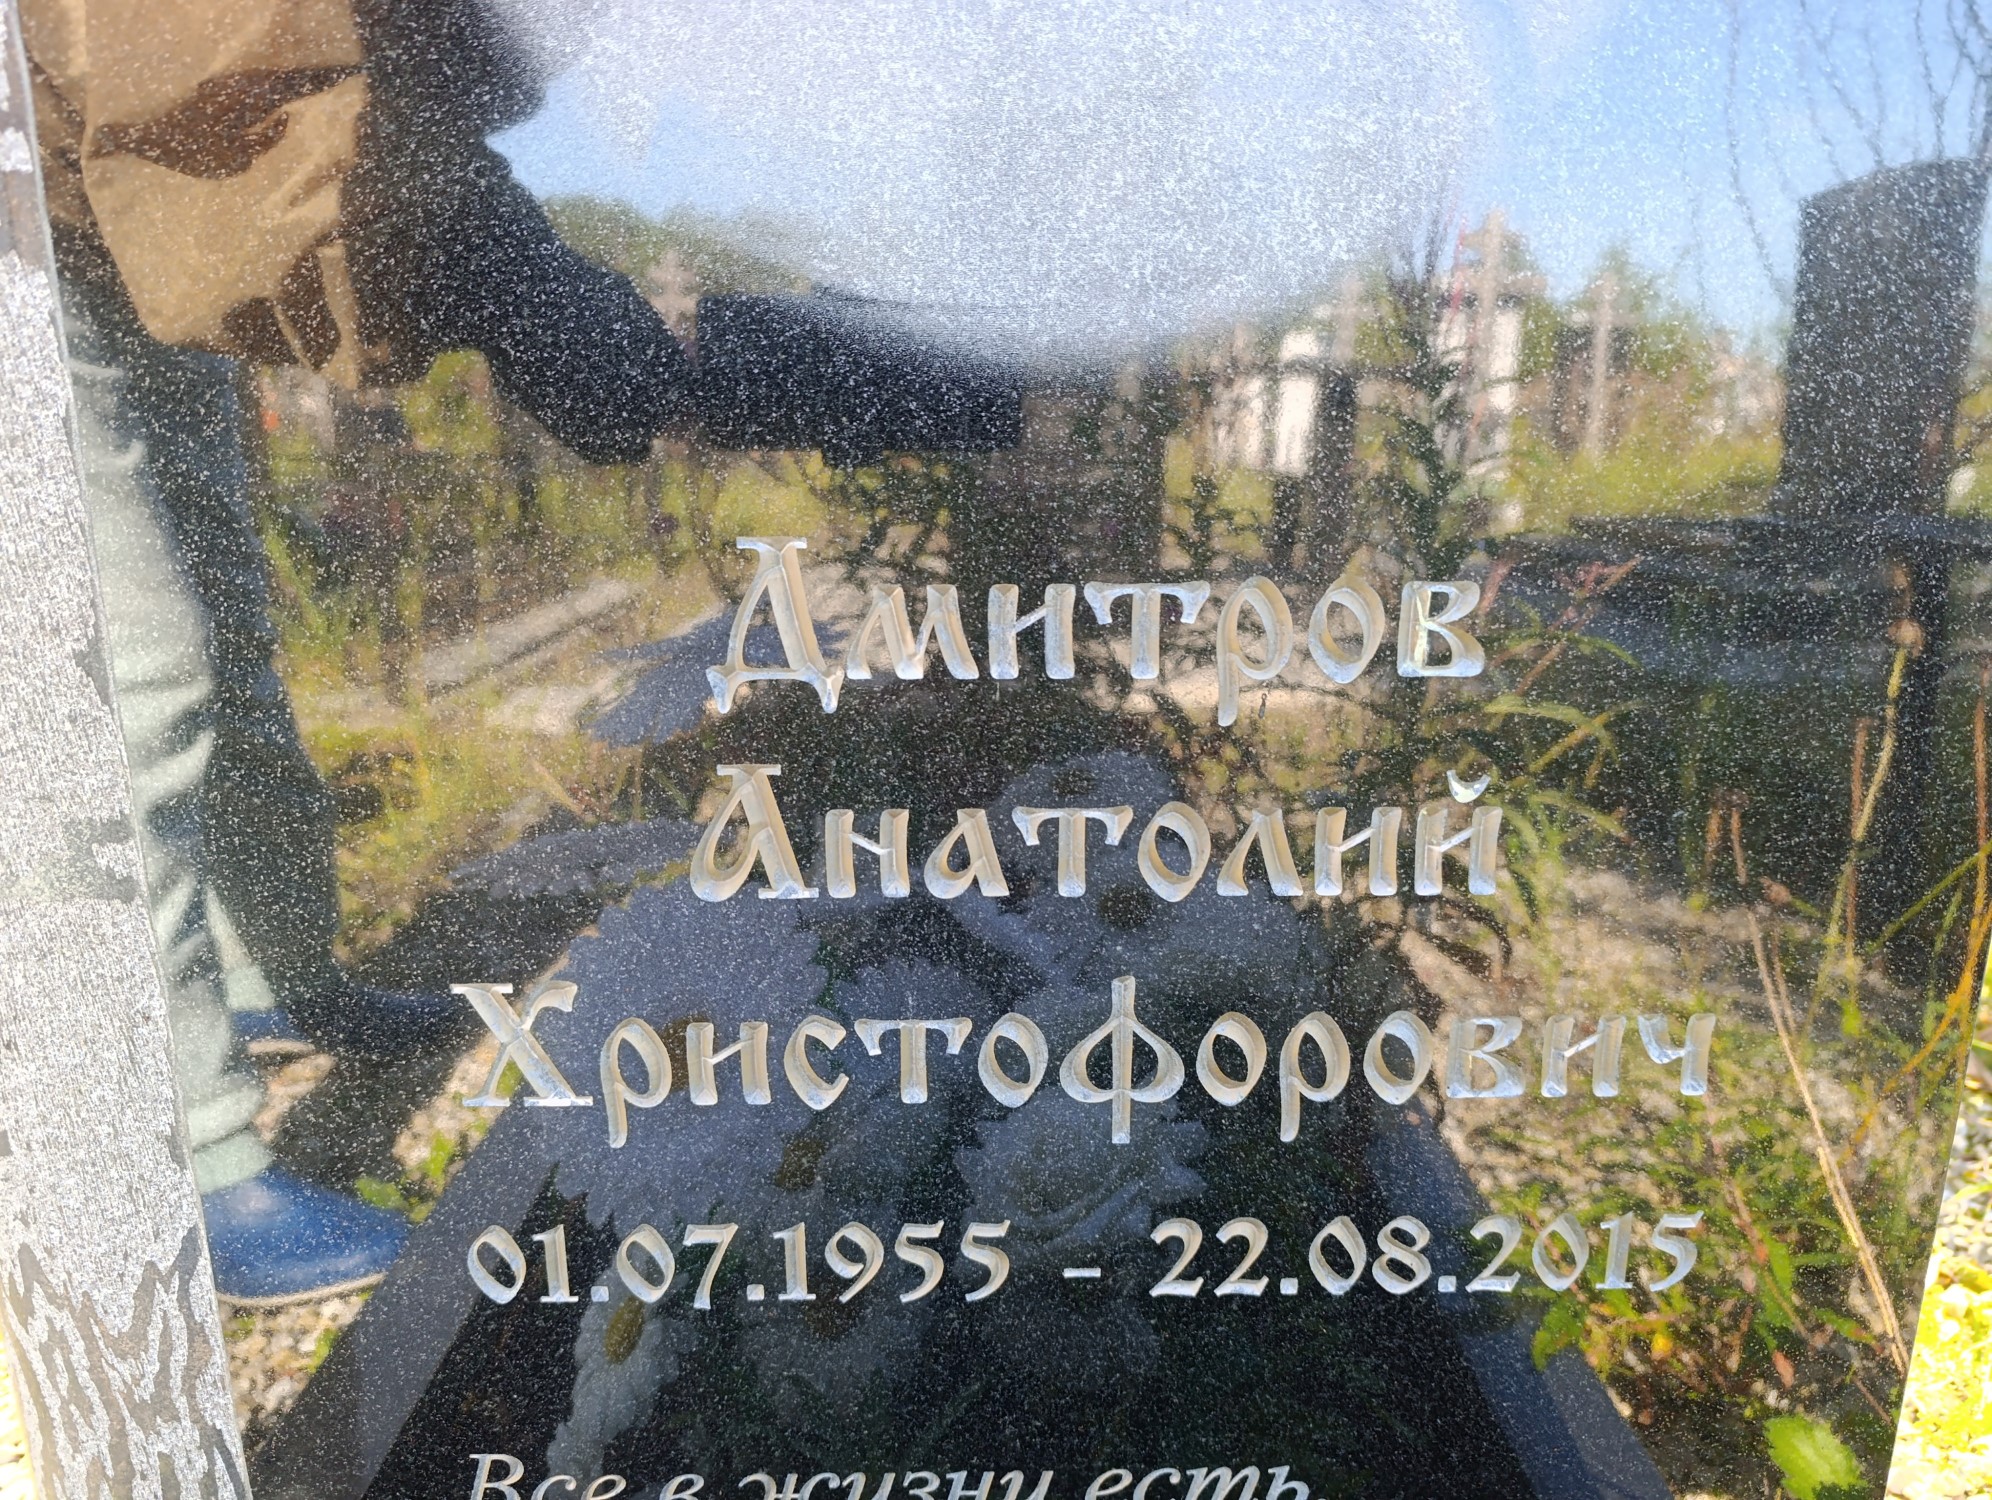 Дмитров
Анатолий
Христофорович
01.07.1955 - 22.08.2015
Все в жизни есть,